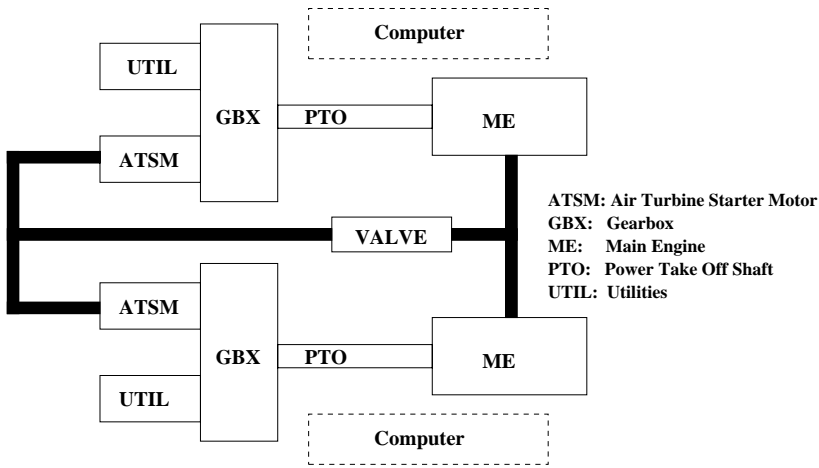 Computer
UTIL
GBX
PTO
ME
ATSM
VALVE
ATSM: Air Turbine Starter Motor
GBX: Gearbox
ME: Main Engine
PTO: Power Take Off Shaft
UTIL: Utilities
ATSM
GBX
PTO
ME
UTIL
Computer